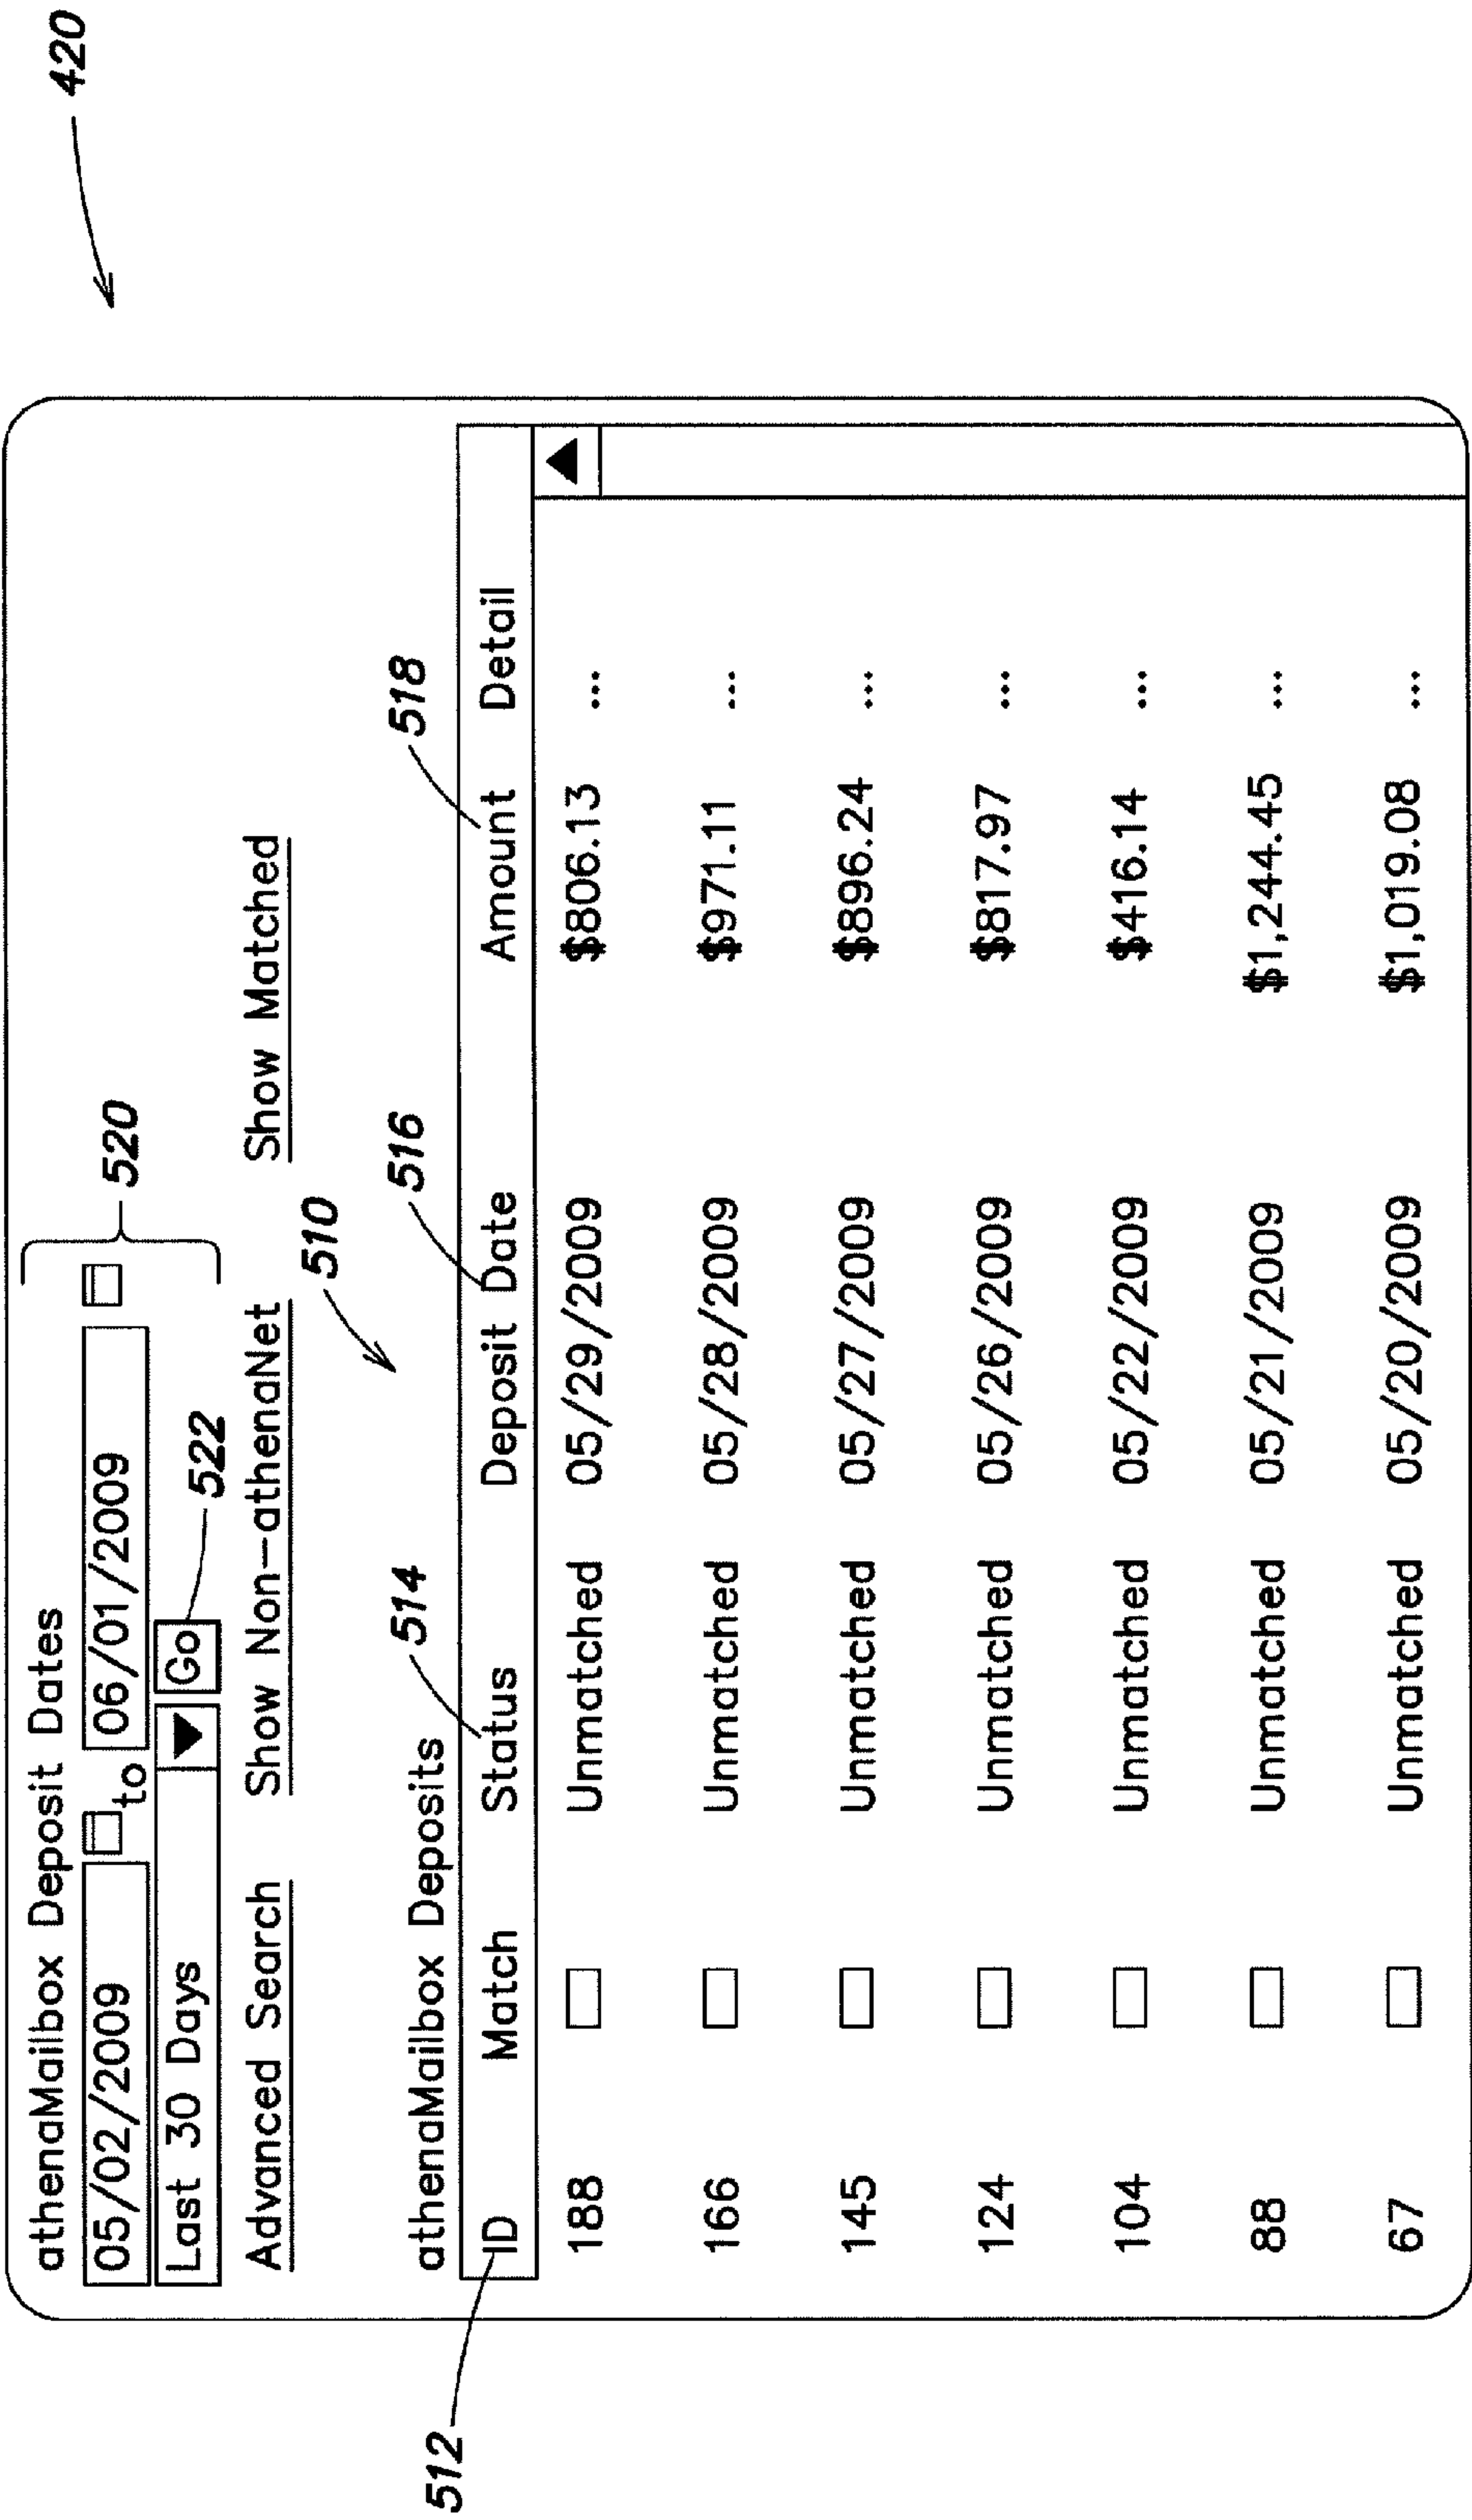 420
athenaMailbox Deposit Dates
05/02/2009 to 06/01/2009
520
Last 30 Days Go
522
Advanced Search Show Non-athenaNet Show Matched
510
athenaMailbox Deposits
514 516 518
512
ID Match Status Deposit Date Amount Detail
188 Unmatched 05/29/2009 $806.13 ...
166 Unmatched 05/28/2009 $971.11 ...
145 Unmatched 05/27/2009 $896.24 ...
124 Unmatched 05/26/2009 $817.97 ...
104 Unmatched 05/22/2009 $416.14 ...
88 Unmatched 05/21/2009 $1,244.45 ...
67 Unmatched 05/20/2009 $1,019.08 ...